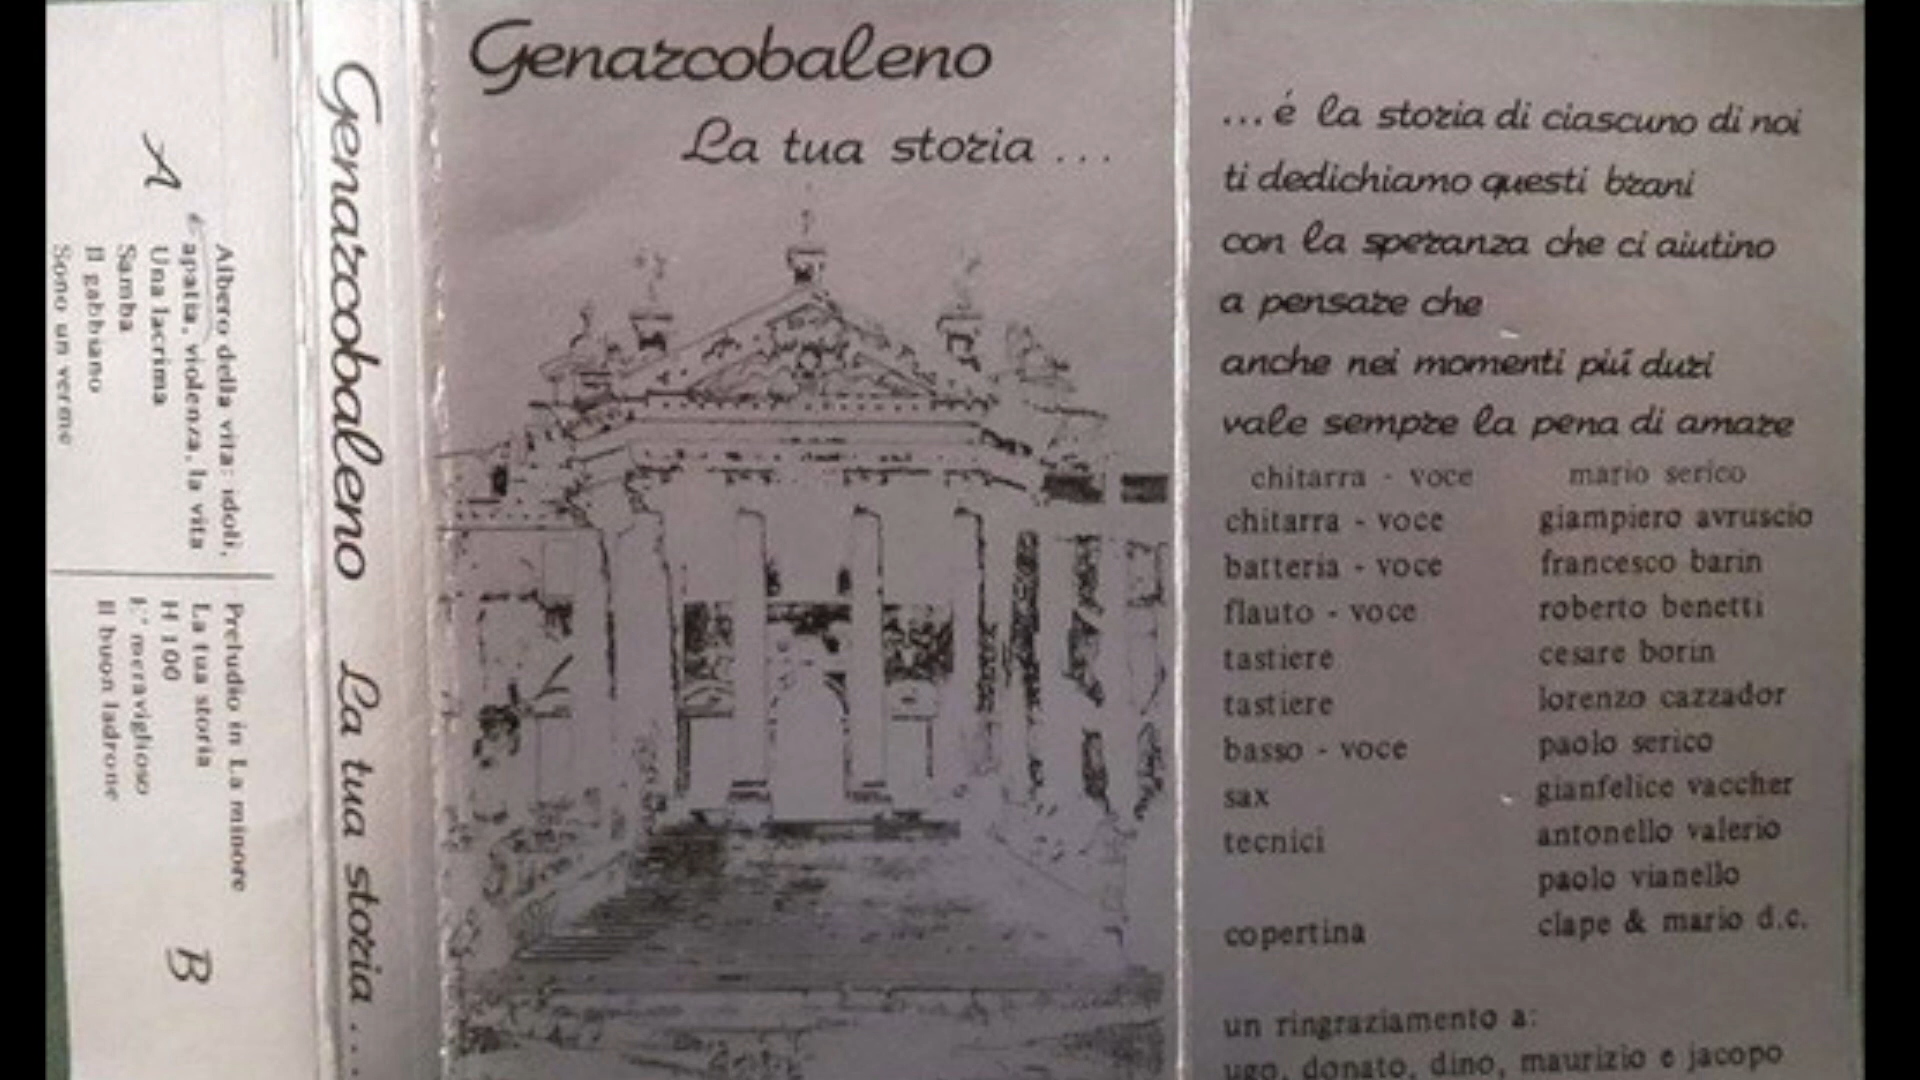 A
Albero della vita: idoli,
apatia, violenza, la vita
Una lacrima
Samba
Il gabbiano
Sono un verme
Preludio in La minore
La tua storia
H 100
E' meraviglioso
Il buon ladrone
B
Genarcobaleno La tua storia ....
Genarcobaleno
La tua storia ...
...é la storia di ciascuno di noi
ti dedichiamo questi brani
con la speranza che ci aiutino
a pensare che
anche nei momenti piú duri
vale sempre la pena di amare
chitarra - voce mario serico
chitarra - voce giampiero avruscio
batteria - voce francesco barin
flauto - voce roberto benetti
tastiere cesare borin
tastiere lorenzo cazzador
basso - voce paolo serico
sax gianfelice vaccher
tecnici antonello valerio
paolo vianello
copertina clape & mario d.c.
un ringraziamento a:
ugo, donato, dino, maurizio e jacopo